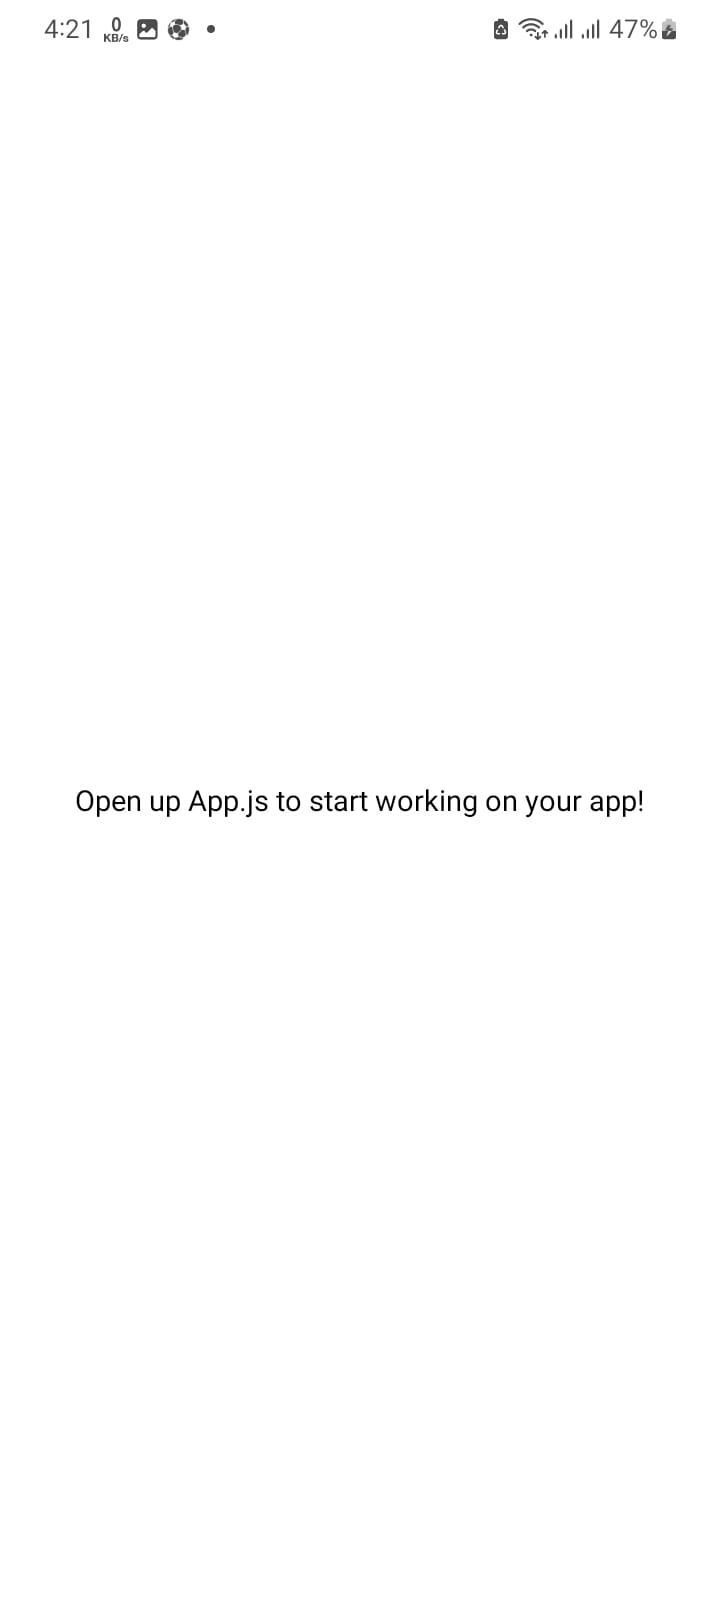 4:21 0 KB/s 47%
Open up App.js to start working on your app!